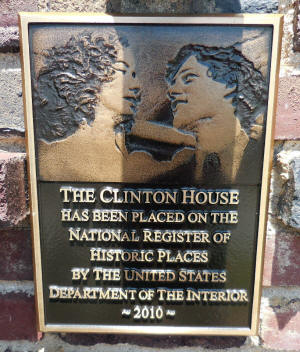 THE CLINTON HOUSE
HAS BEEN PLACED ON THE
NATIONAL REGISTER OF
HISTORIC PLACES
BY THE UNITED STATES
DEPARTMENT OF THE INTERIOR
~ 2010 ~